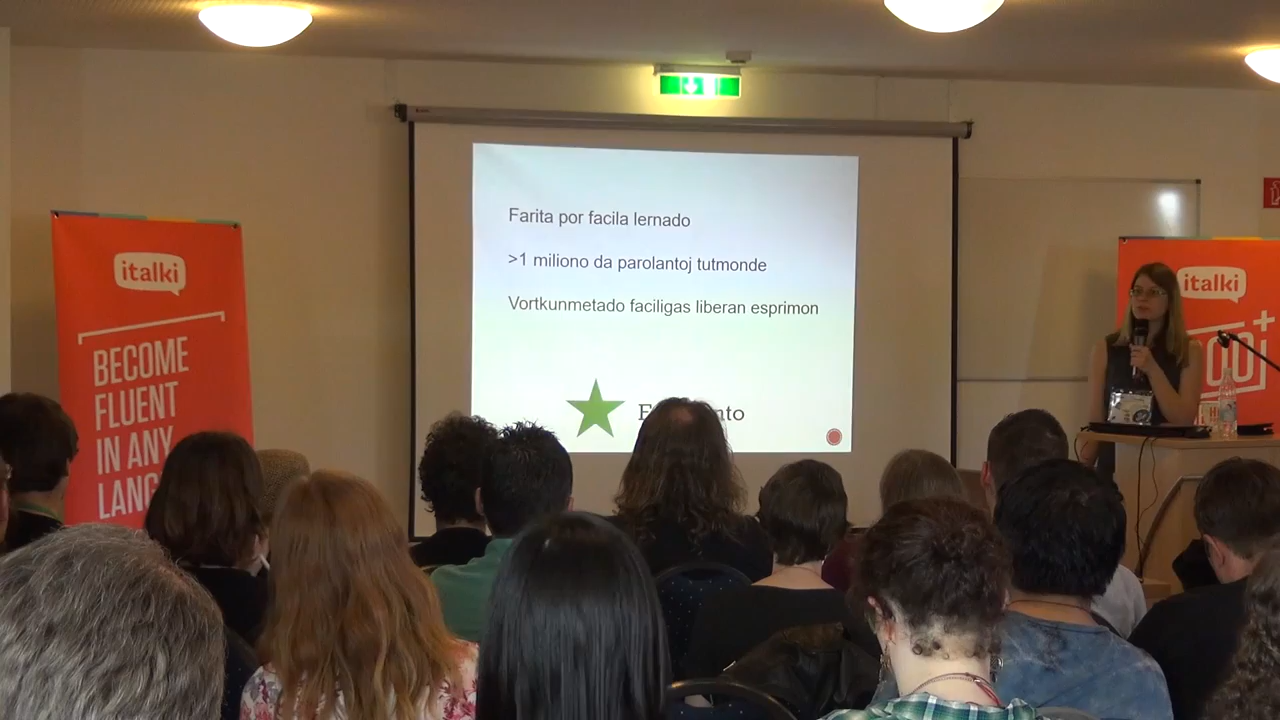 italki
BECOME
FLUENT
IN ANY
Farita por facila lernado
>1 miliono da parolantoj tutmonde
Vortkunmetado faciligas liberan esprimon
italki